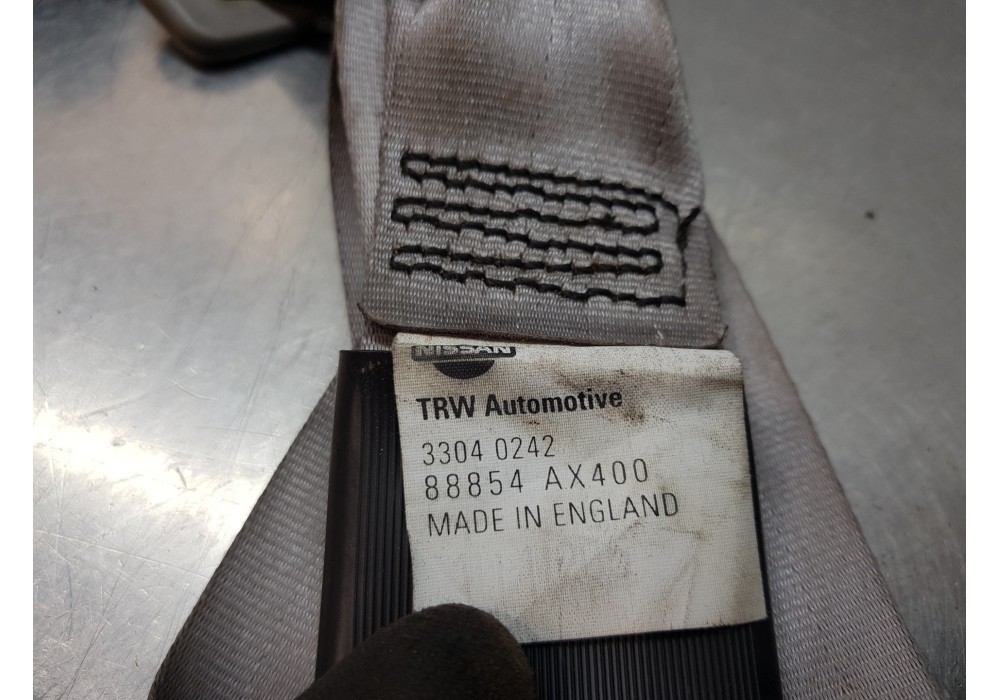 NISSAN
TRW Automotive
3304 0242
88854 AX400
MADE IN ENGLAND